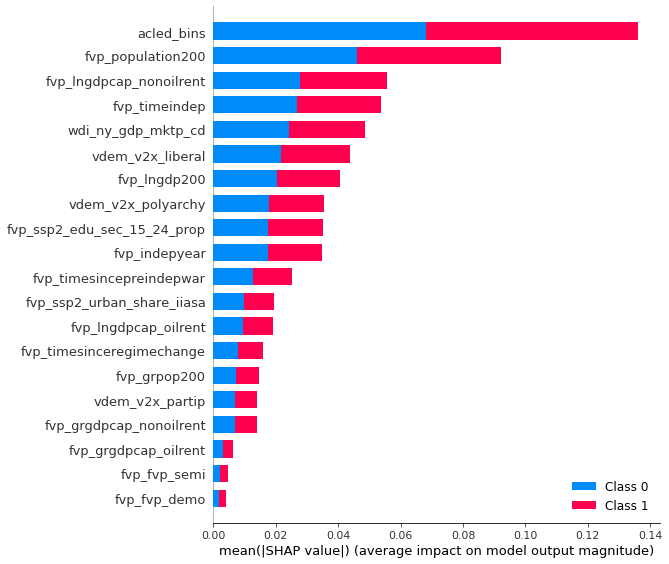 acled_bins
fvp_population200
fvp_lngdpcap_nonoilrent
fvp_timeindep
wdi_ny_gdp_mktp_cd
vdem_v2x_liberal
fvp_lngdp200
vdem_v2x_polyarchy
fvp_ssp2_edu_sec_15_24_prop
fvp_indepyear
fvp_timesincepreindepwar
fvp_ssp2_urban_share_iiasa
fvp_lngdpcap_oilrent
fvp_timesinceregimechange
fvp_grpop200
vdem_v2x_partip
fvp_grgdpcap_nonoilrent
fvp_grgdpcap_oilrent
fvp_fvp_semi
fvp_fvp_demo
Class 0
Class 1
0.00 0.02 0.04 0.06 0.08 0.10 0.12 0.14
mean(|SHAP value|) (average impact on model output magnitude)